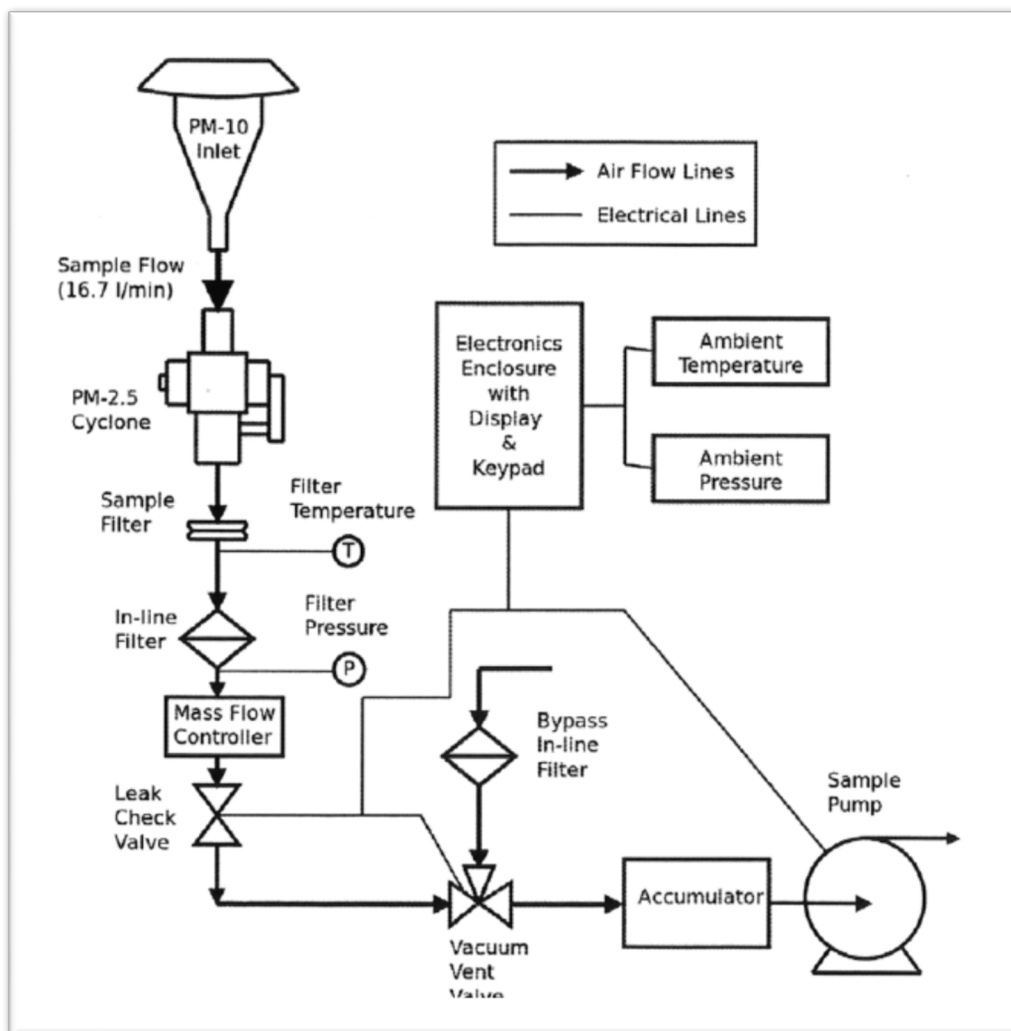 PM-10
Inlet
Air Flow Lines
Electrical Lines
Sample Flow
(16.7 l/min)
PM-2.5
Cyclone
Electronics
Enclosure
with
Display
&
Keypad
Ambient
Temperature
Ambient
Pressure
Sample
Filter
Filter
Temperature
T
In-line
Filter
Filter
Pressure
P
Mass Flow
Controller
Bypass
In-line
Filter
Leak
Check
Valve
Sample
Pump
Accumulator
Vacuum
Vent
Valve